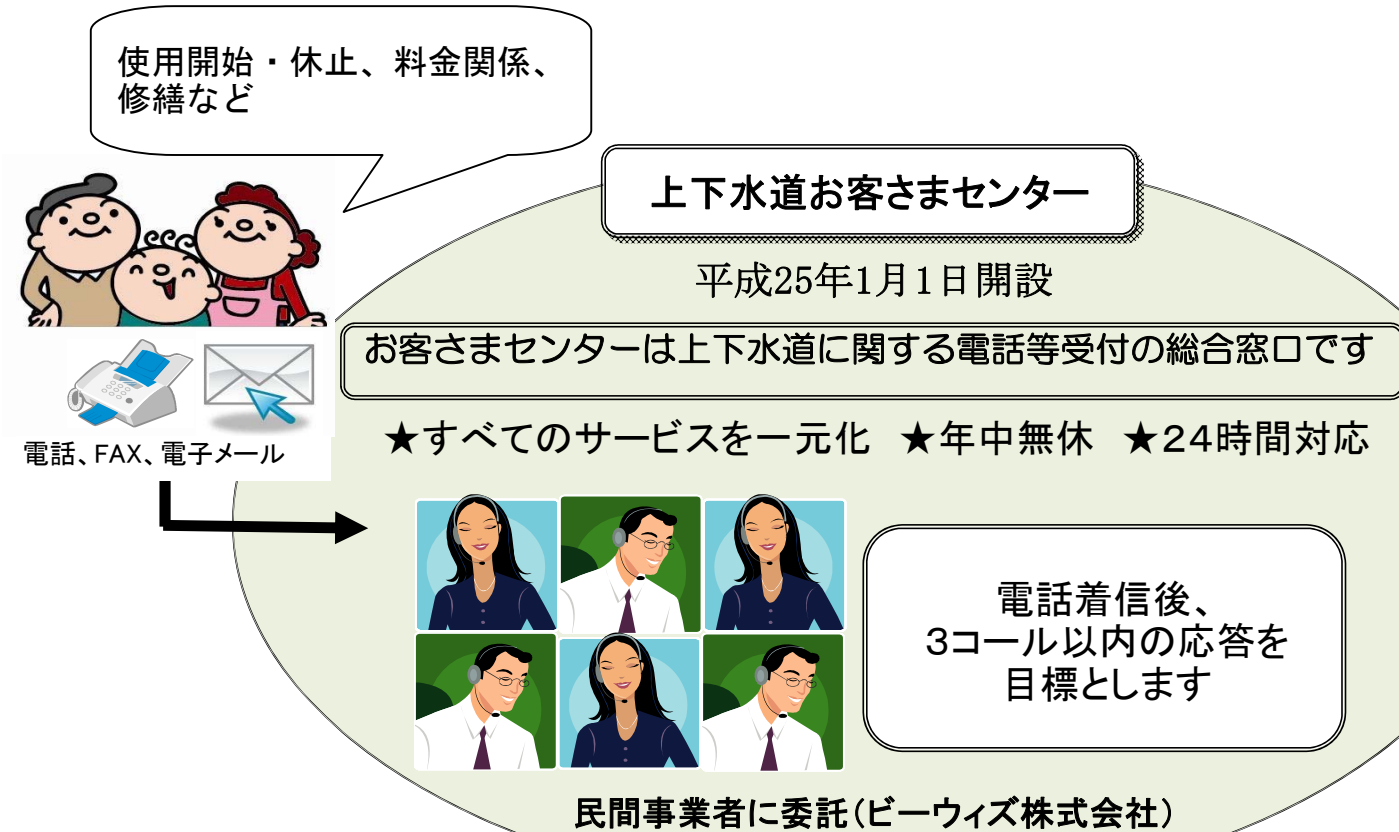 使用開始・休止、料金関係、
修繕など
上下水道お客さまセンター
平成25年1月1日開設
お客さまセンターは上下水道に関する電話等受付の総合窓口です
電話、FAX、電子メール
★すべてのサービスを一元化 ★年中無休 ★２４時間対応
電話着信後、
３コール以内の応答を
目標とします
民間事業者に委託（ビーウィズ株式会社）